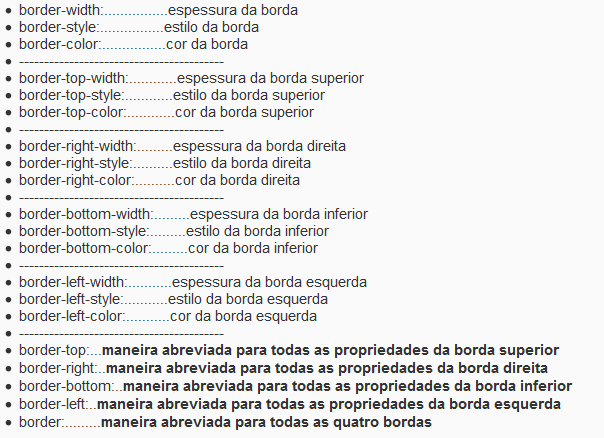 • border-width:................espessura da borda
• border-style:................estilo da borda
• border-color:................cor da borda
• -----------------------------------------
• border-top-width:............espessura da borda superior
• border-top-style:............estilo da borda superior
• border-top-color:............cor da borda superior
• -----------------------------------------
• border-right-width:.........espessura da borda direita
• border-right-style:..........estilo da borda direita
• border-right-color:..........cor da borda direita
• -----------------------------------------
• border-bottom-width:.........espessura da borda inferior
• border-bottom-style:.........estilo da borda inferior
• border-bottom-color:.........cor da borda inferior
• -----------------------------------------
• border-left-width:...........espessura da borda esquerda
• border-left-style:...........estilo da borda esquerda
• border-left-color:...........cor da borda esquerda
• -----------------------------------------
• border-top:...maneira abreviada para todas as propriedades da borda superior
• border-right:..maneira abreviada para todas as propriedades da borda direita
• border-bottom:..maneira abreviada para todas as propriedades da borda inferior
• border-left:..maneira abreviada para todas as propriedades da borda esquerda
• border:.........maneira abreviada para todas as quatro bordas